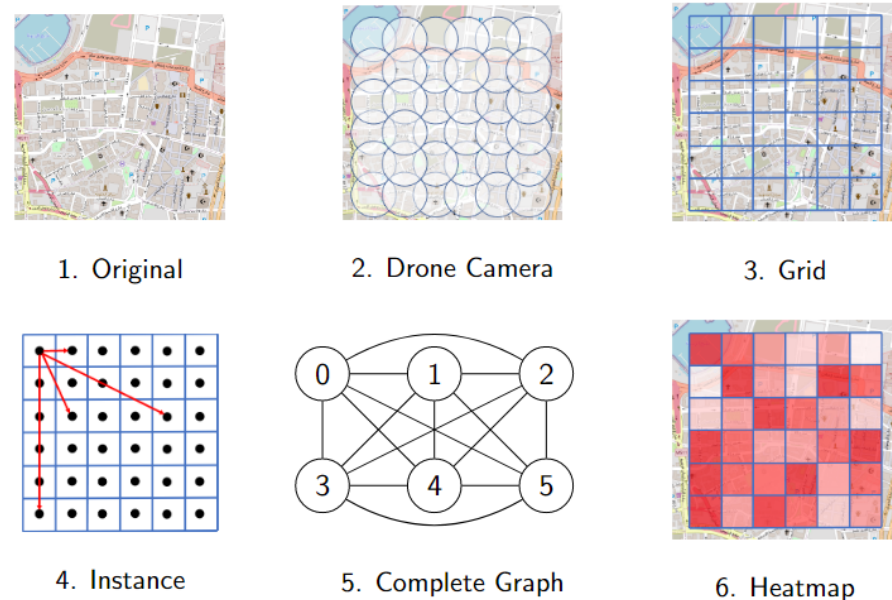 1. Original
2. Drone Camera
3. Grid
0
1
2
3
4
5
4. Instance
5. Complete Graph
6. Heatmap